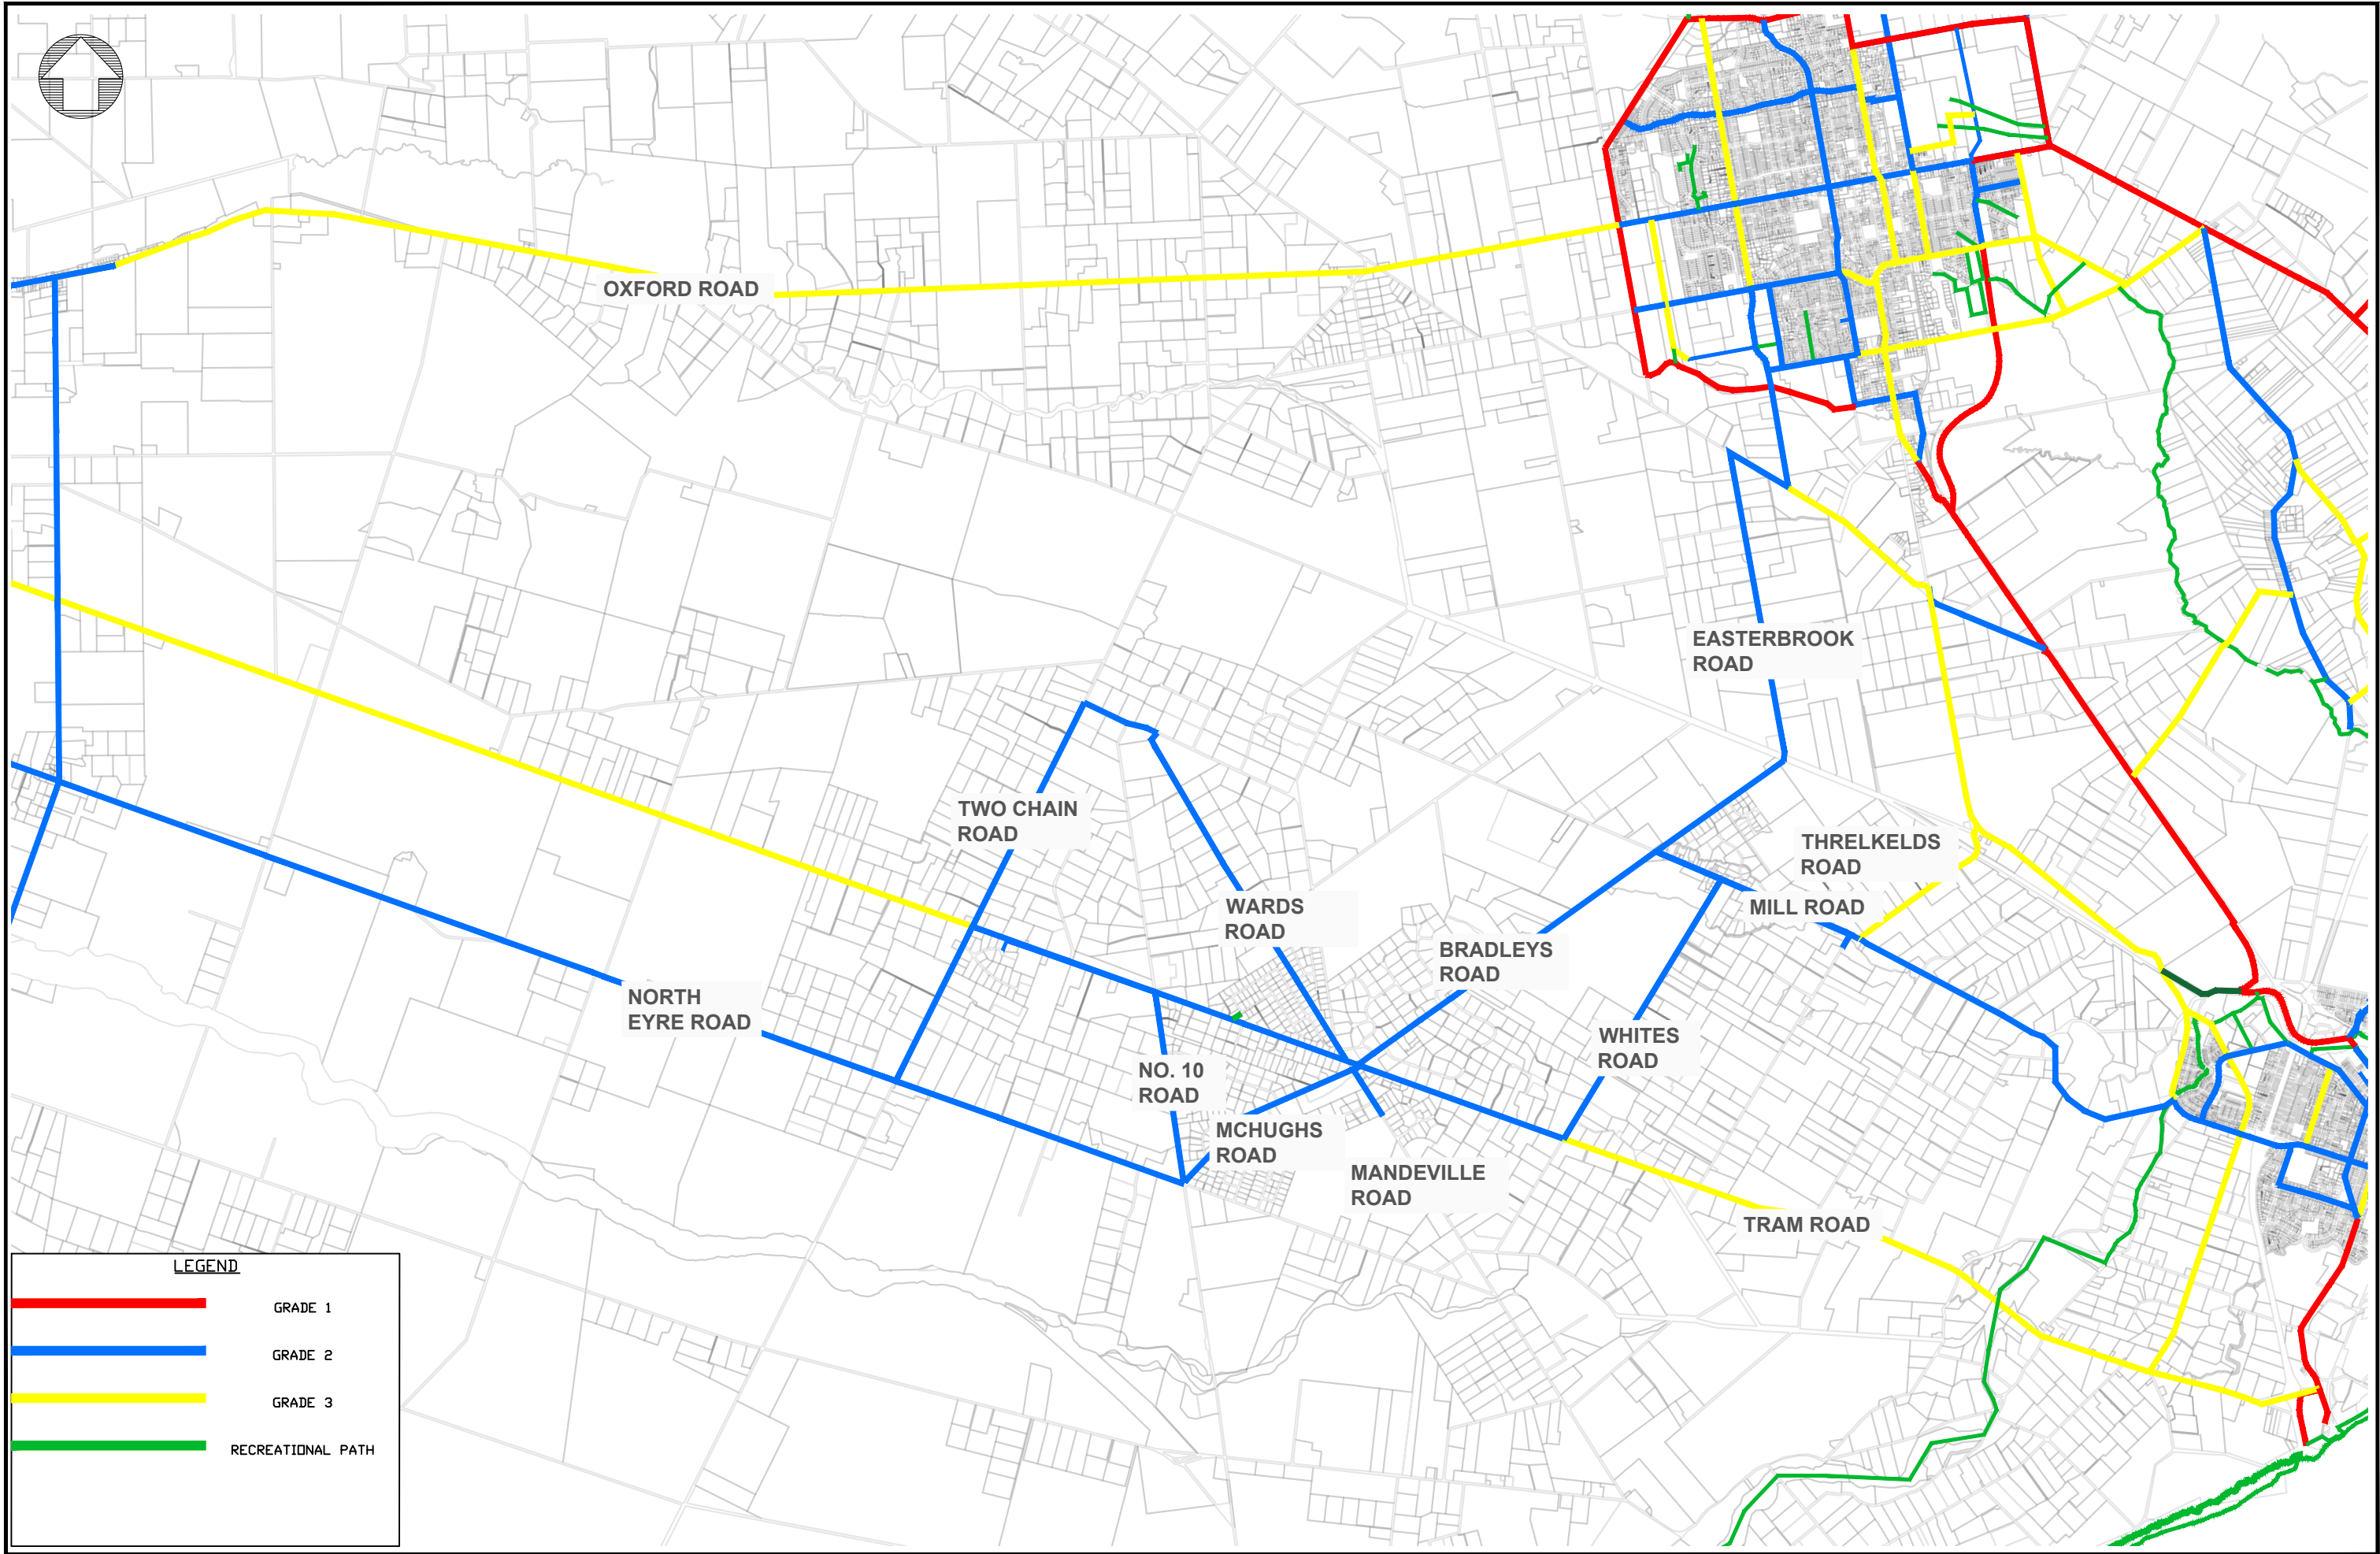 OXFORD ROAD
EASTERBROOK
ROAD
TWO CHAIN
ROAD
THRELKELDS
ROAD
MILL ROAD
WARDS
ROAD
BRADLEYS
ROAD
NORTH
EYRE ROAD
WHITES
ROAD
NO. 10
ROAD
MCHUGHS
ROAD
MANDEVILLE
ROAD
TRAM ROAD
LEGEND
GRADE 1
GRADE 2
GRADE 3
RECREATIONAL PATH